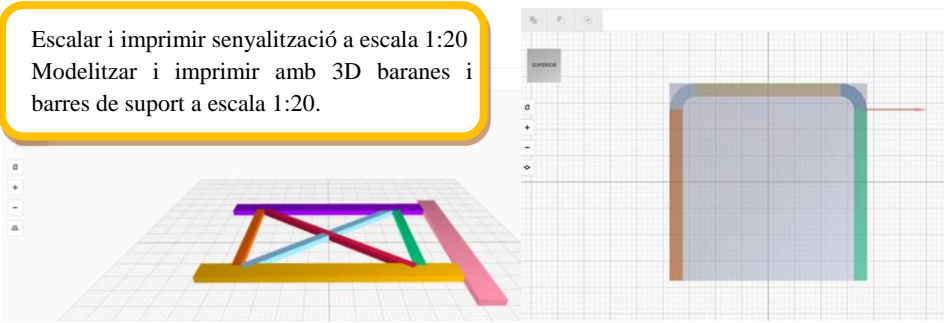 Escalar i imprimir senyalització a escala 1:20
Modelitzar i imprimir amb 3D baranes i
barres de suport a escala 1:20.
SUPERIOR